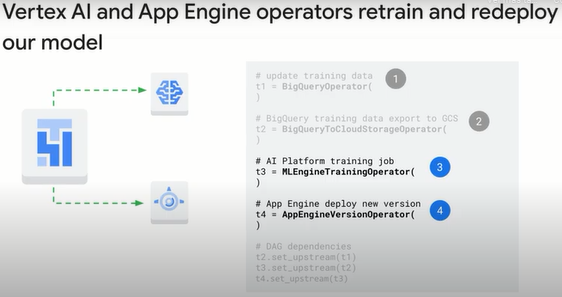 Vertex AI and App Engine operators retrain and redeploy
our model
# update training data
t1 = BigQueryOperator(
)
1
# BigQuery training data export to GCS
t2 = BigQueryToCloudStorageOperator(
)
2
# AI Platform training job
t3 = MLEngineTrainingOperator(
)
3
# App Engine deploy new version
t4 = AppEngineVersionOperator(
)
4
# DAG dependencies
t2.set_upstream(t1)
t3.set_upstream(t2)
t4.set_upstream(t3)